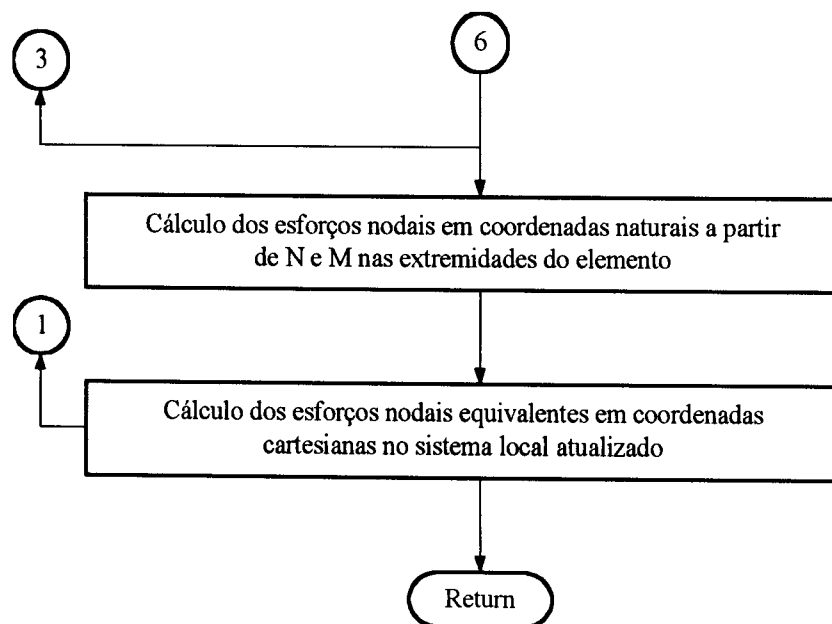 3
6
Cálculo dos esforços nodais em coordenadas naturais a partir
de N e M nas extremidades do elemento
1
Cálculo dos esforços nodais equivalentes em coordenadas
cartesianas no sistema local atualizado
Return